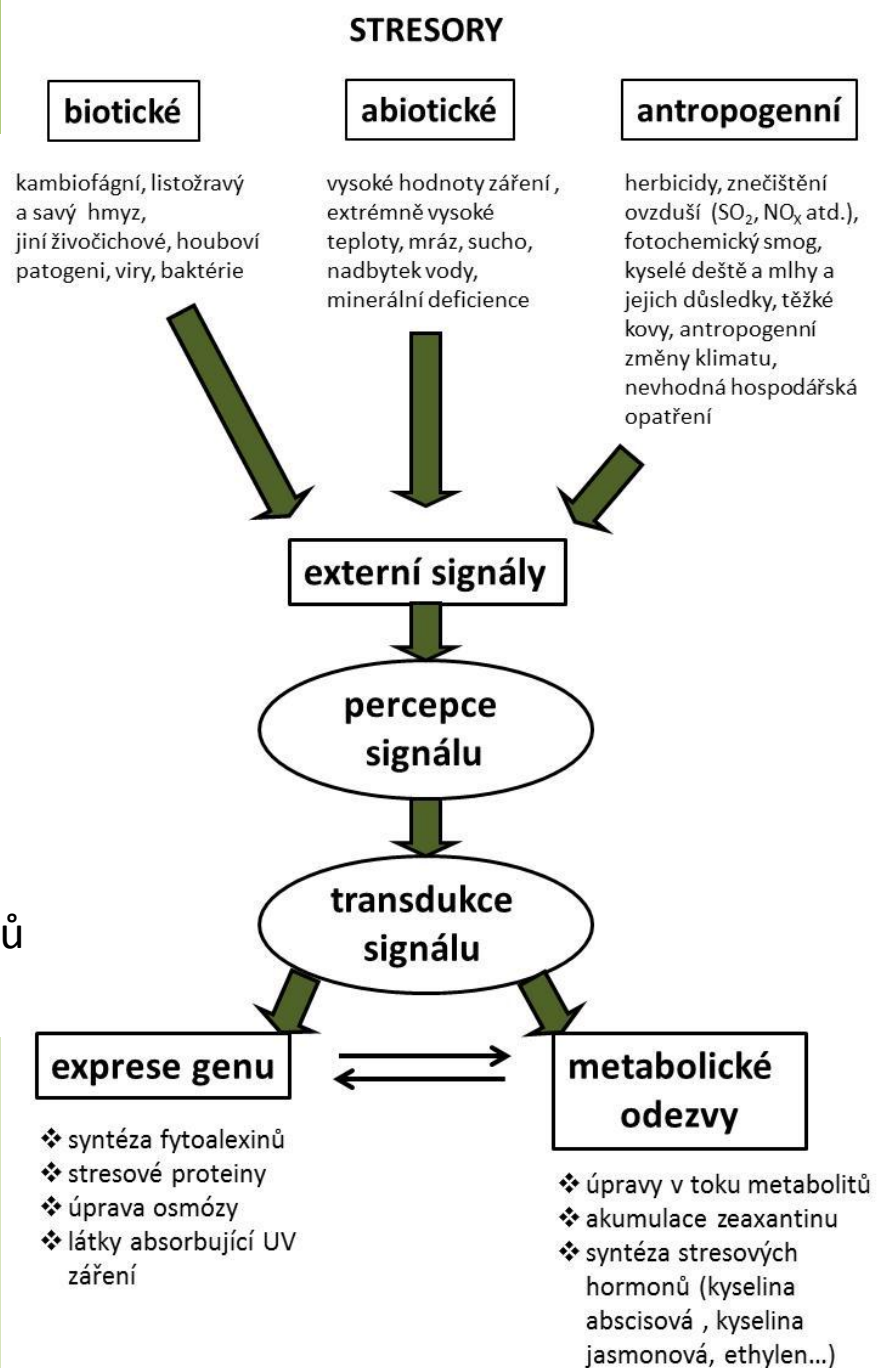 STRESORY
biotické
kambiofágní, listožravý
a savý hmyz,
jiní živočichové, houboví
patogeni, viry, baktérie
abiotické
vysoké hodnoty záření ,
extrémně vysoké
teploty, mráz, sucho,
nadbytek vody,
minerální deficience
antropogenní
herbicidy, znečištění
ovzduší (SO₂, NOₓ atd.),
fotochemický smog,
kyselé deště a mlhy a
jejich důsledky, těžké
kovy, antropogenní
změny klimatu,
nevhodná hospodářská
opatření
externí signály
percepce
signálu
transdukce
signálu
ů
exprese genu
❖ syntéza fytoalexinů
❖ stresové proteiny
❖ úprava osmózy
❖ látky absorbující UV
záření
metabolické
odezvy
❖ úpravy v toku metabolitů
❖ akumulace zeaxantinu
❖ syntéza stresových
hormonů (kyselina
abscisová , kyselina
jasmonová, ethylen…)